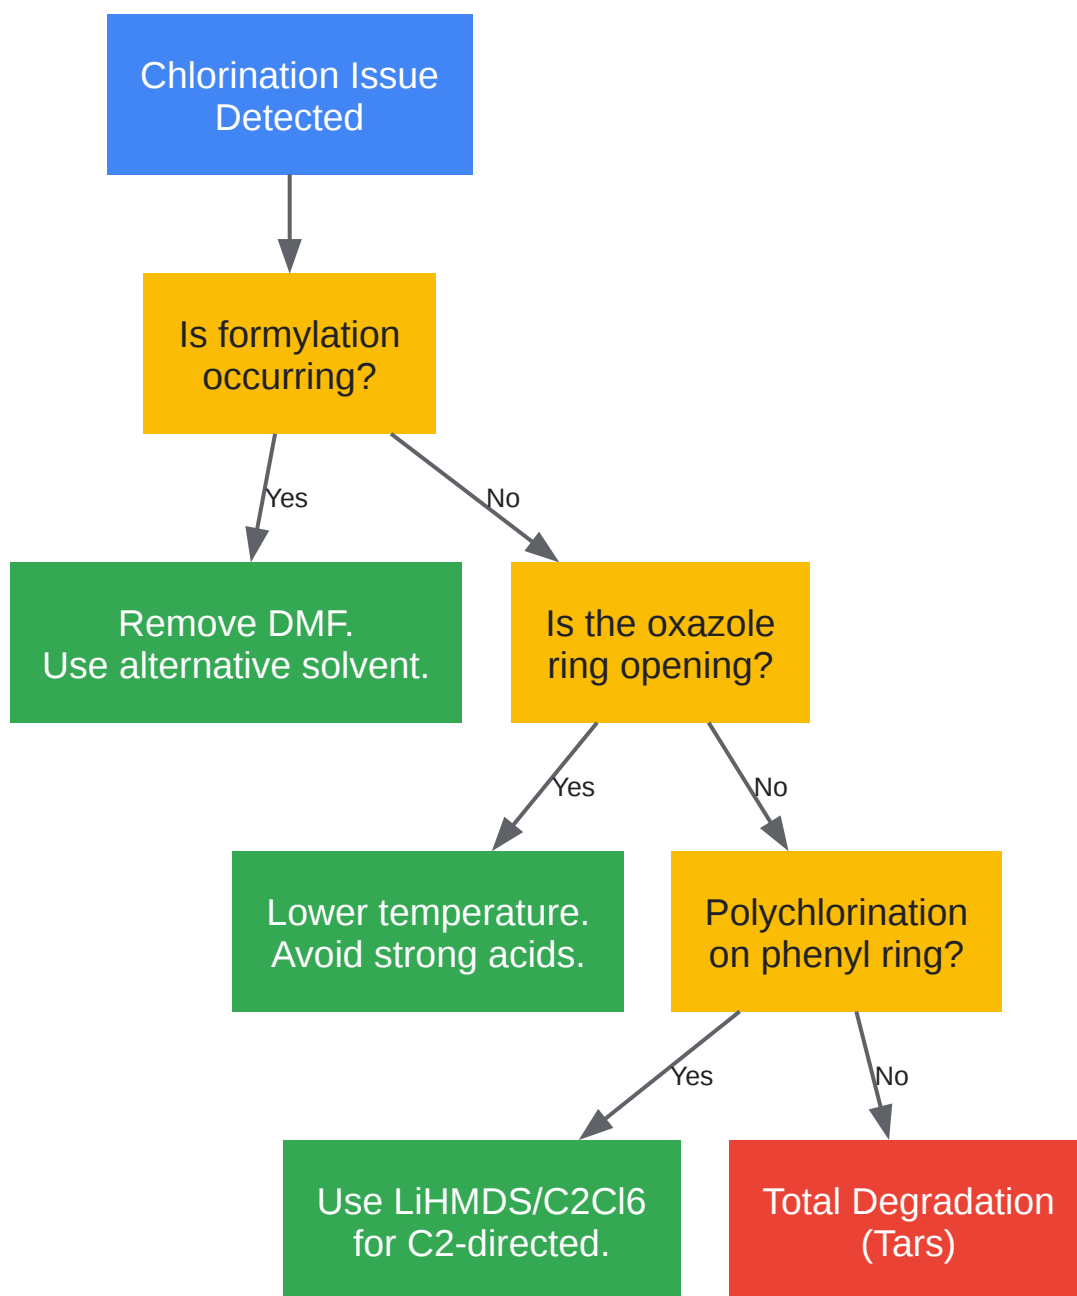 Chlorination Issue
Detected
Is formylation
occurring?
Yes
No
Remove DMF.
Use alternative solvent.
Is the oxazole
ring opening?
Yes
No
Lower temperature.
Avoid strong acids.
Polychlorination
on phenyl ring?
Yes
No
Use LiHMDS/C2Cl6
for C2-directed.
Total Degradation
(Tars)